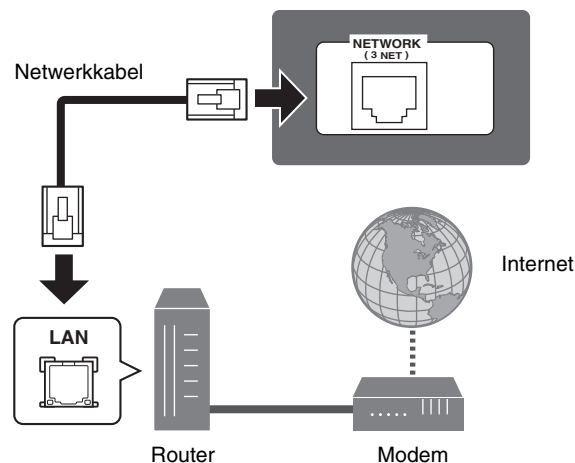 NETWORK
( 3 NET )
Netwerkkabel
Internet
LAN
Router
Modem